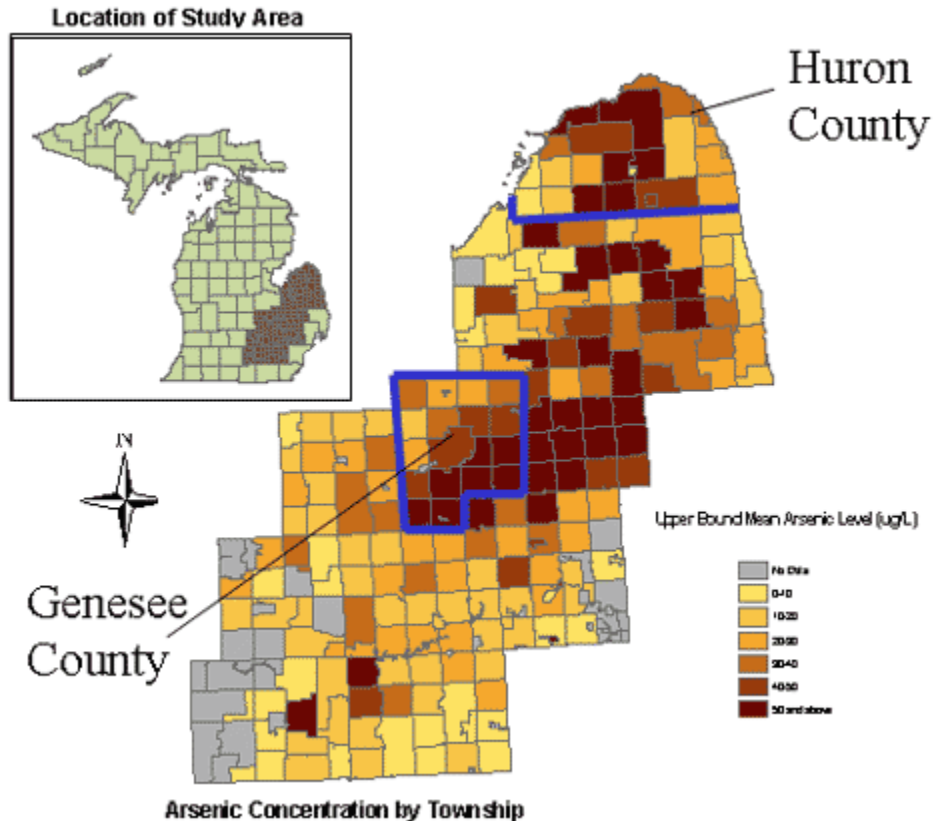 Location of Study Area
Huron
County
N
Upper Bound Mean Arsenic Level (ug/L)
No Data
0-10
10-20
20-30
30-40
40-50
50 and above
Genesee
County
Arsenic Concentration by Township